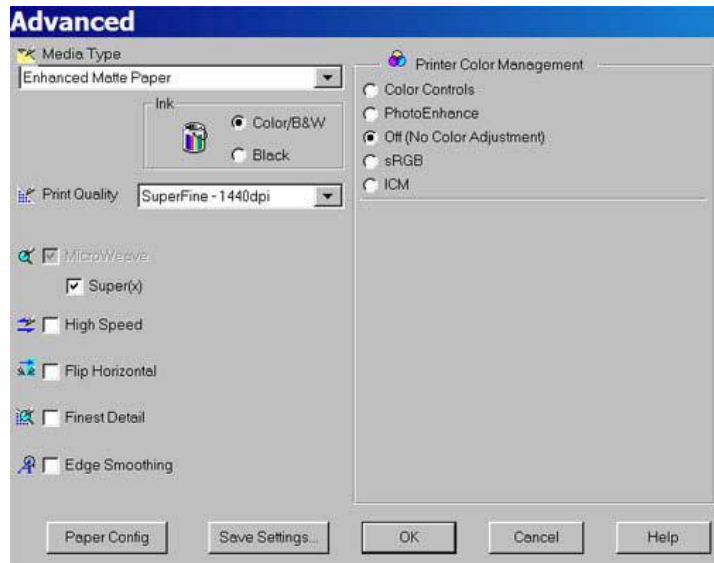 Advanced
Media Type
Enhanced Matte Paper
Ink
Color/B&W
Black
Print Quality
SuperFine - 1440dpi
MicroWeave
Super(x)
High Speed
Flip Horizontal
Finest Detail
Edge Smoothing
Printer Color Management
Color Controls
PhotoEnhance
Off (No Color Adjustment)
sRGB
ICM
Paper Config
Save Settings...
OK
Cancel
Help